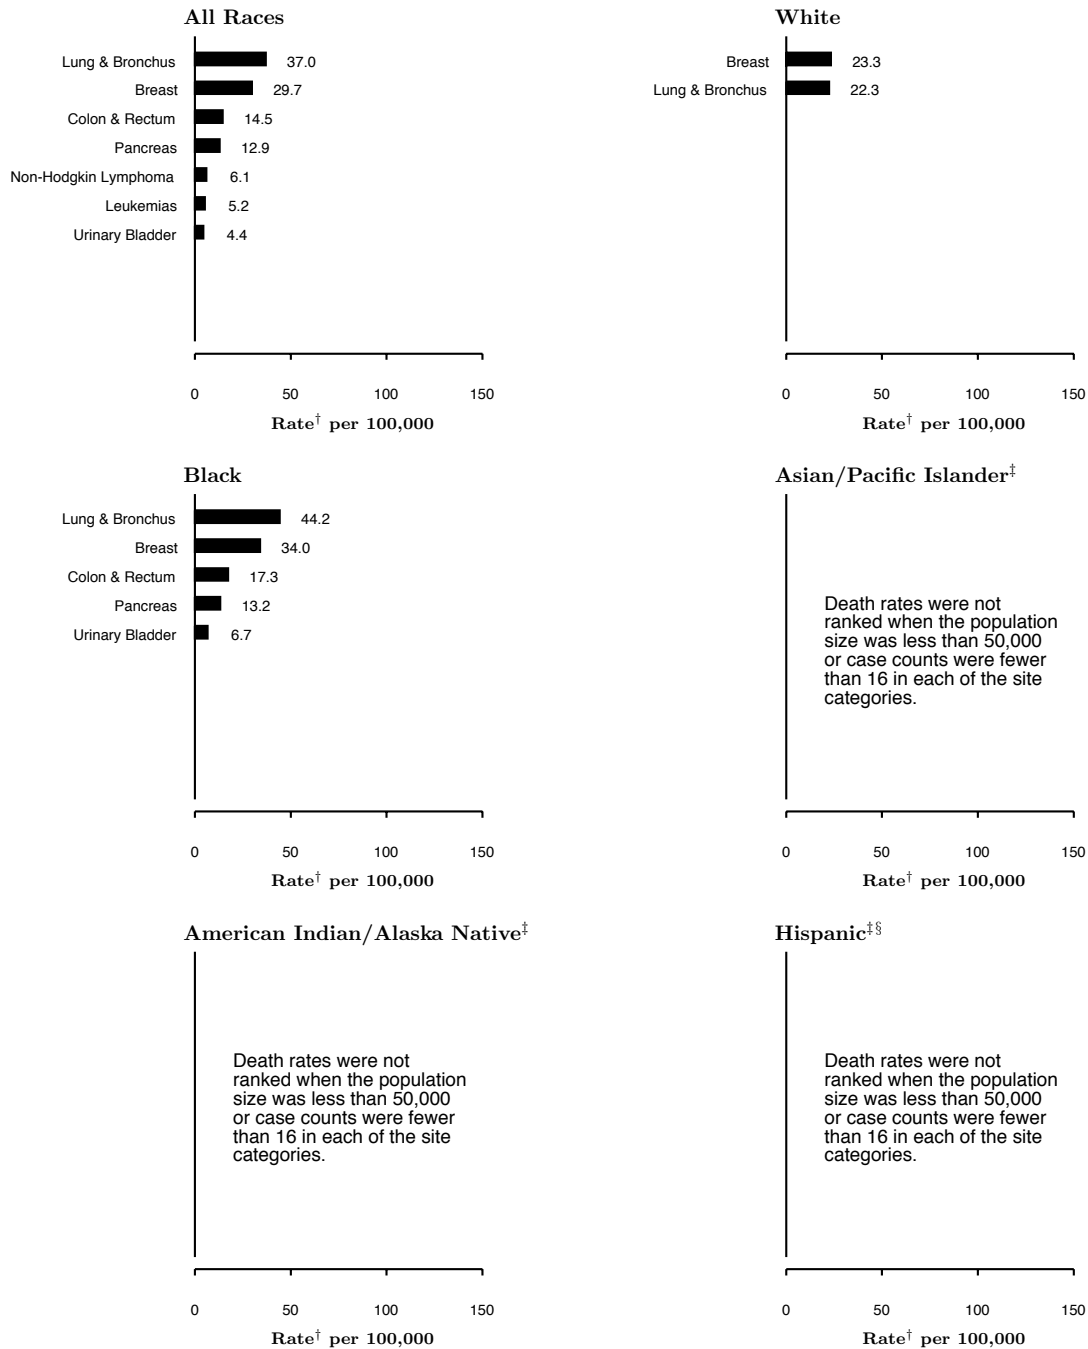 All Races
Lung & Bronchus 37.0
Breast 29.7
Colon & Rectum 14.5
Pancreas 12.9
Non-Hodgkin Lymphoma 6.1
Leukemias 5.2
Urinary Bladder 4.4
0 50 100 150
Rate† per 100,000
White
Breast 23.3
Lung & Bronchus 22.3
0 50 100 150
Rate† per 100,000
Black
Lung & Bronchus 44.2
Breast 34.0
Colon & Rectum 17.3
Pancreas 13.2
Urinary Bladder 6.7
0 50 100 150
Rate† per 100,000
Asian/Pacific Islander‡
Death rates were not
ranked when the population
size was less than 50,000
or case counts were fewer
than 16 in each of the site
categories.
0 50 100 150
Rate† per 100,000
American Indian/Alaska Native‡
Death rates were not
ranked when the population
size was less than 50,000
or case counts were fewer
than 16 in each of the site
categories.
0 50 100 150
Rate† per 100,000
Hispanic‡§
Death rates were not
ranked when the population
size was less than 50,000
or case counts were fewer
than 16 in each of the site
categories.
0 50 100 150
Rate† per 100,000